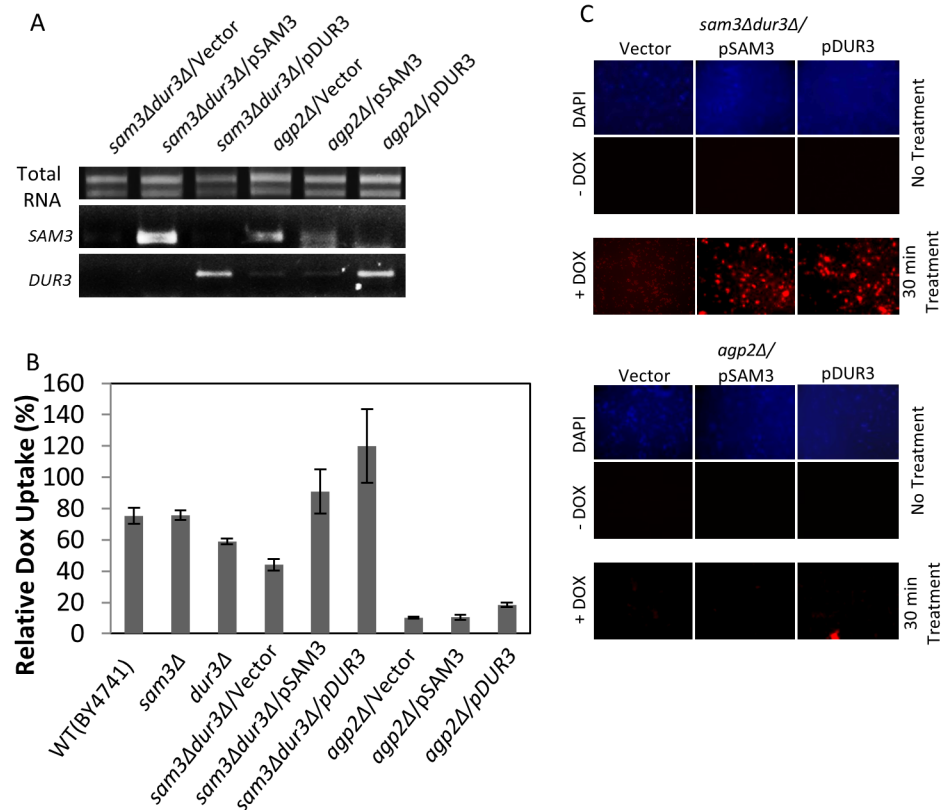 A
sam3Δdur3Δ/Vector
sam3Δdur3Δ/pSAM3
sam3Δdur3Δ/pDUR3
agp2Δ/Vector
agp2Δ/pSAM3
agp2Δ/pDUR3
Total
RNA
SAM3
DUR3
B
Relative Dox Uptake (%)
160
140
120
100
80
60
40
20
0
WT(BY4741)
sam3Δ
dur3Δ
sam3Δdur3Δ/Vector
sam3Δdur3Δ/pSAM3
sam3Δdur3Δ/pDUR3
agp2Δ/Vector
agp2Δ/pSAM3
agp2Δ/pDUR3
C
sam3Δdur3Δ/
Vector pSAM3 pDUR3
DAPI
- DOX
No Treatment
+ DOX
30 min
Treatment
agp2Δ/
Vector pSAM3 pDUR3
DAPI
- DOX
No Treatment
+ DOX
30 min
Treatment